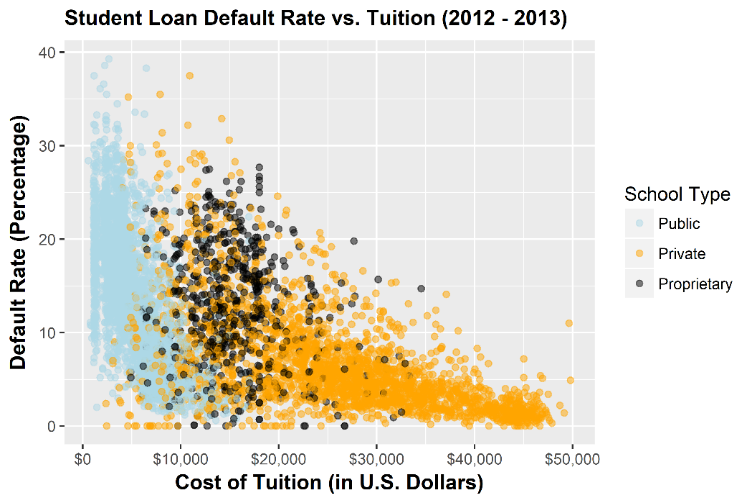 Student Loan Default Rate vs. Tuition (2012 - 2013)
Default Rate (Percentage)
40
30
20
10
0
$0
$10,000
$20,000
$30,000
$40,000
$50,000
Cost of Tuition (in U.S. Dollars)
School Type
Public
Private
Proprietary